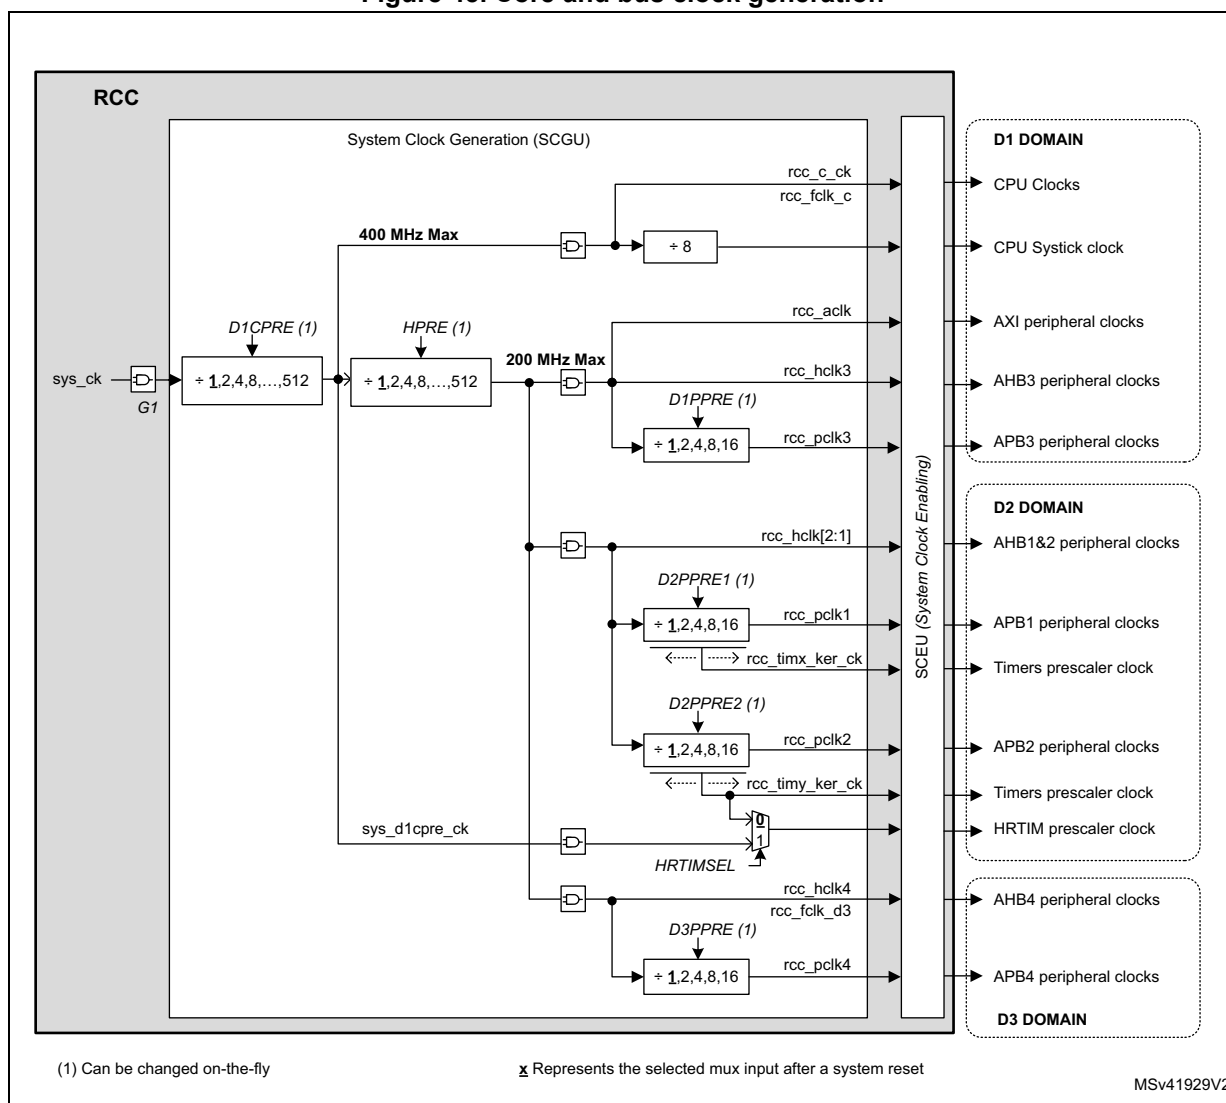 Figure 46. Core and bus clock generation
RCC
System Clock Generation (SCGU)
D1 DOMAIN
rcc_c_ck
CPU Clocks
rcc_fclk_c
400 MHz Max
÷ 8
CPU Systick clock
D1CPRE (1)
HPRE (1)
rcc_aclk
AXI peripheral clocks
200 MHz Max
sys_ck
÷ 1,2,4,8,…,512
÷ 1,2,4,8,…,512
rcc_hclk3
AHB3 peripheral clocks
G1
D1PPRE (1)
÷ 1,2,4,8,16
rcc_pclk3
APB3 peripheral clocks
SCEU (System Clock Enabling)
D2 DOMAIN
rcc_hclk[2:1]
AHB1&2 peripheral clocks
D2PPRE1 (1)
÷ 1,2,4,8,16
rcc_pclk1
APB1 peripheral clocks
rcc_timx_ker_ck
Timers prescaler clock
D2PPRE2 (1)
÷ 1,2,4,8,16
rcc_pclk2
APB2 peripheral clocks
rcc_timy_ker_ck
Timers prescaler clock
sys_d1cpre_ck
0
1
HRTIM prescaler clock
HRTIMSEL
rcc_hclk4
AHB4 peripheral clocks
rcc_fclk_d3
D3PPRE (1)
÷ 1,2,4,8,16
rcc_pclk4
APB4 peripheral clocks
D3 DOMAIN
(1) Can be changed on-the-fly
x Represents the selected mux input after a system reset
MSv41929V2